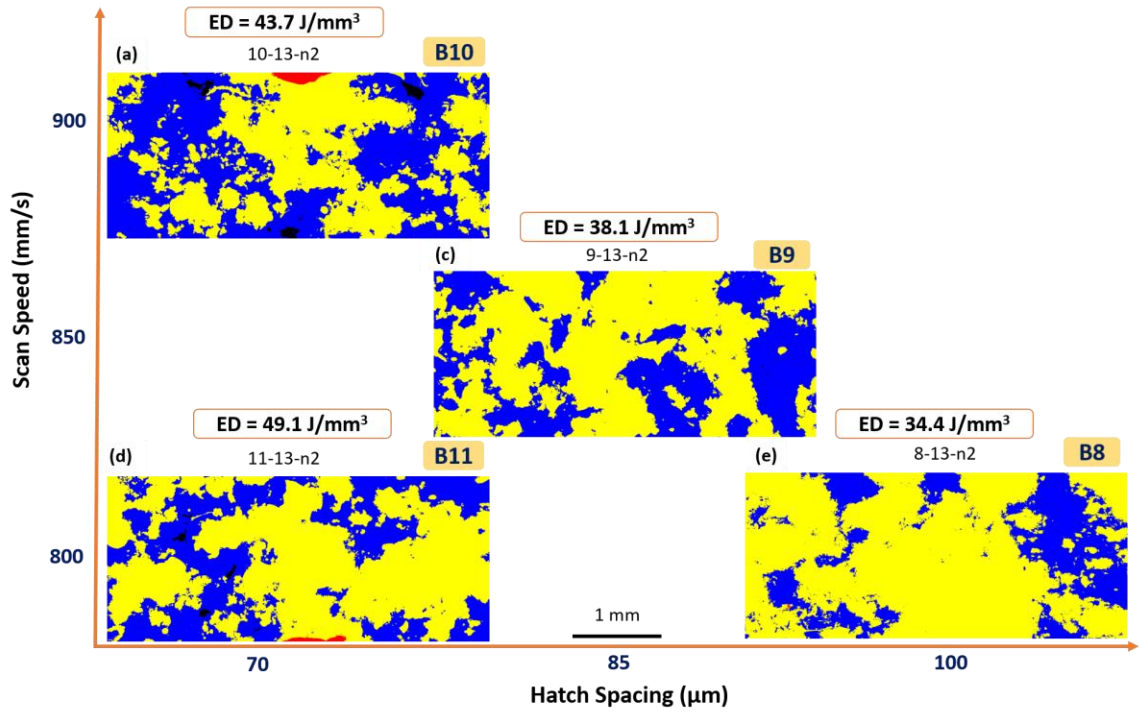 ED = 43.7 J/mm³
(a)
10-13-n2
B10
900
ED = 38.1 J/mm³
(c)
9-13-n2
B9
850
Scan Speed (mm/s)
ED = 49.1 J/mm³
(d)
11-13-n2
B11
ED = 34.4 J/mm³
(e)
8-13-n2
B8
800
1 mm
70
85
100
Hatch Spacing (µm)